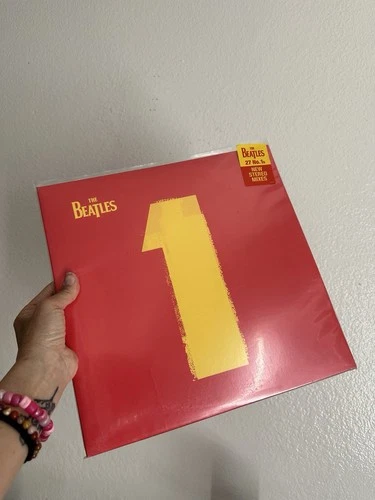 THE
BEATLES
1
THE
BEATLES
27 No. 1s
NEW
STEREO
MIXES